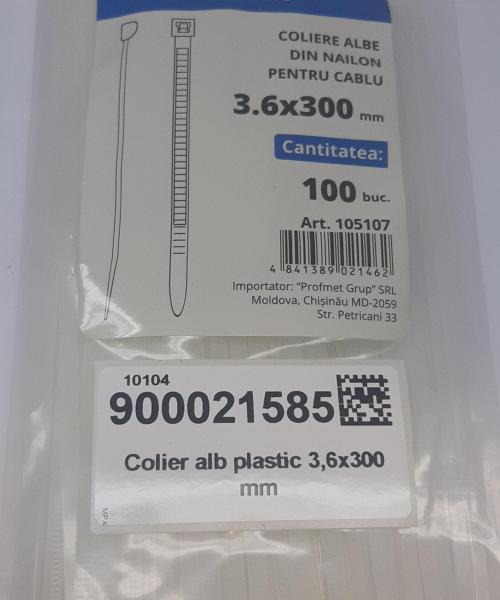 COLIERE ALBE
DIN NAILON
PENTRU CABLU
3.6x300 mm
Cantitatea:
100 buc.
Art. 105107
4 841389 021462
Importator: "Profmet Grup" SRL
Moldova, Chișinău MD-2059
Str. Petricani 33
10104
900021585
Colier alb plastic 3,6x300
mm